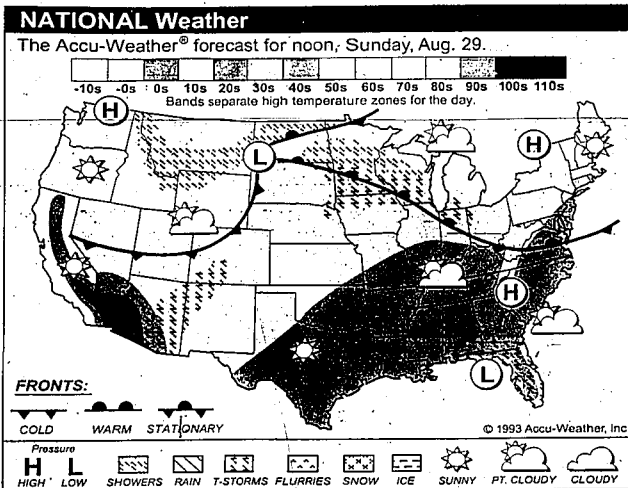 NATIONAL Weather
The Accu-Weather® forecast for noon, Sunday, Aug. 29.
-10s -0s 0s 10s 20s 30s 40s 50s 60s 70s 80s 90s 100s 110s
Bands separate high temperature zones for the day.
H
H
L
H
L
FRONTS:
COLD WARM STATIONARY
© 1993 Accu-Weather, Inc
Pressure
H L
HIGH LOW SHOWERS RAIN T-STORMS FLURRIES SNOW ICE SUNNY PT. CLOUDY CLOUDY